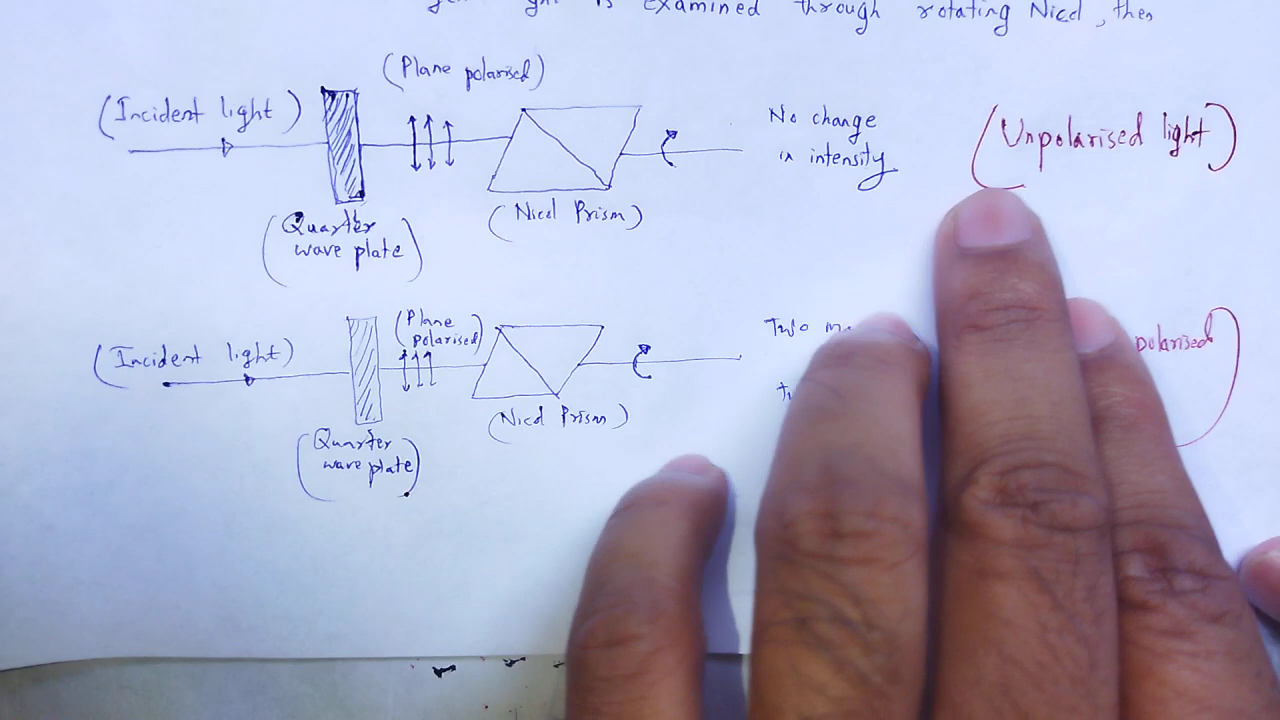 is examined through rotating Nicol, then
(Plane polarised)
(Incident light)
No change
in intensity
(Unpolarised light)
(Quarter
wave plate)
(Nicol Prism)
(Plane
polarised)
(Incident light)
Two
polarised
(Nicol Prism)
(Quarter
wave plate)